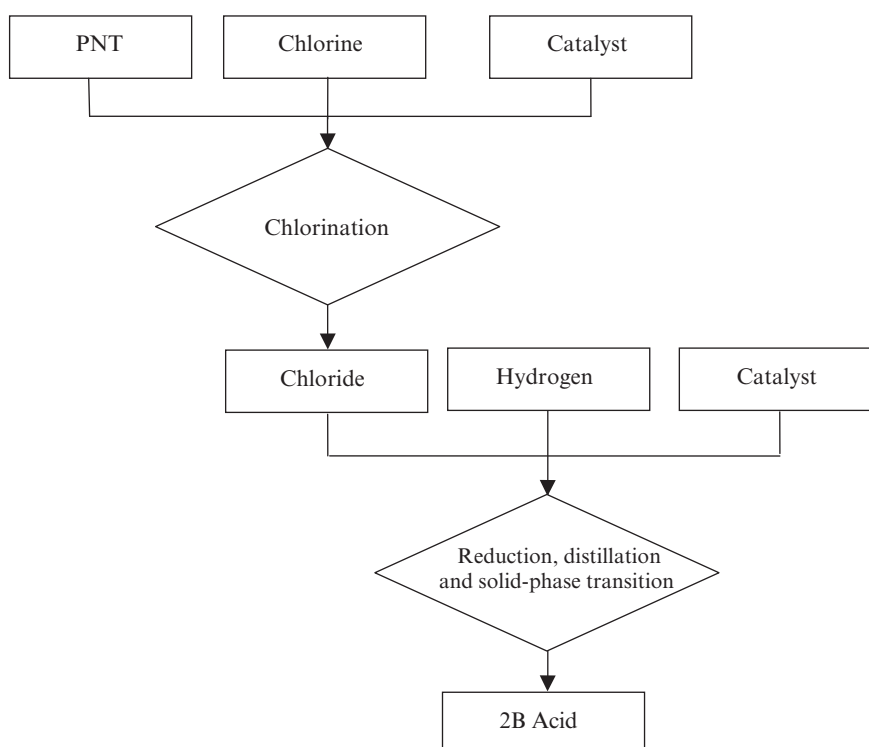 PNT
Chlorine
Catalyst
Chlorination
Chloride
Hydrogen
Catalyst
Reduction, distillation
and solid-phase transition
2B Acid